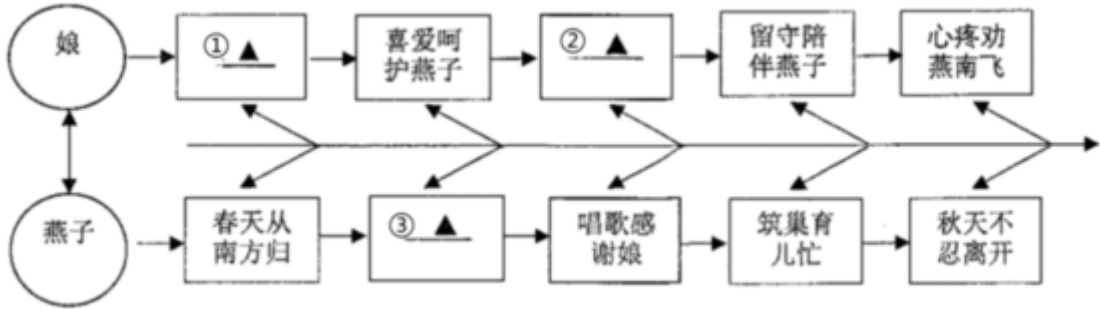 娘
① ▲
喜爱呵
护燕子
② ▲
留守陪
伴燕子
心疼劝
燕南飞
燕子
春天从
南方归
③ ▲
唱歌感
谢娘
筑巢育
儿忙
秋天不
忍离开